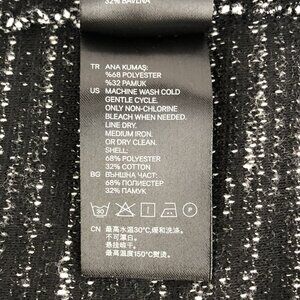 32% BAVLNA
TR ANA KUMAŞ:
%68 POLYESTER
%32 PAMUK
US MACHINE WASH COLD
GENTLE CYCLE.
ONLY NON-CHLORINE
BLEACH WHEN NEEDED.
LINE DRY.
MEDIUM IRON.
OR DRY CLEAN.
SHELL:
68% POLYESTER
32% COTTON
BG ВЪНШНА ЧАСТ:
68% ПОЛИЕСТЕР
32% ПАМУК
30
CN 最高水温30℃,缓和洗涤。
不可漂白。
悬挂晾干。
最高温度150℃熨烫。